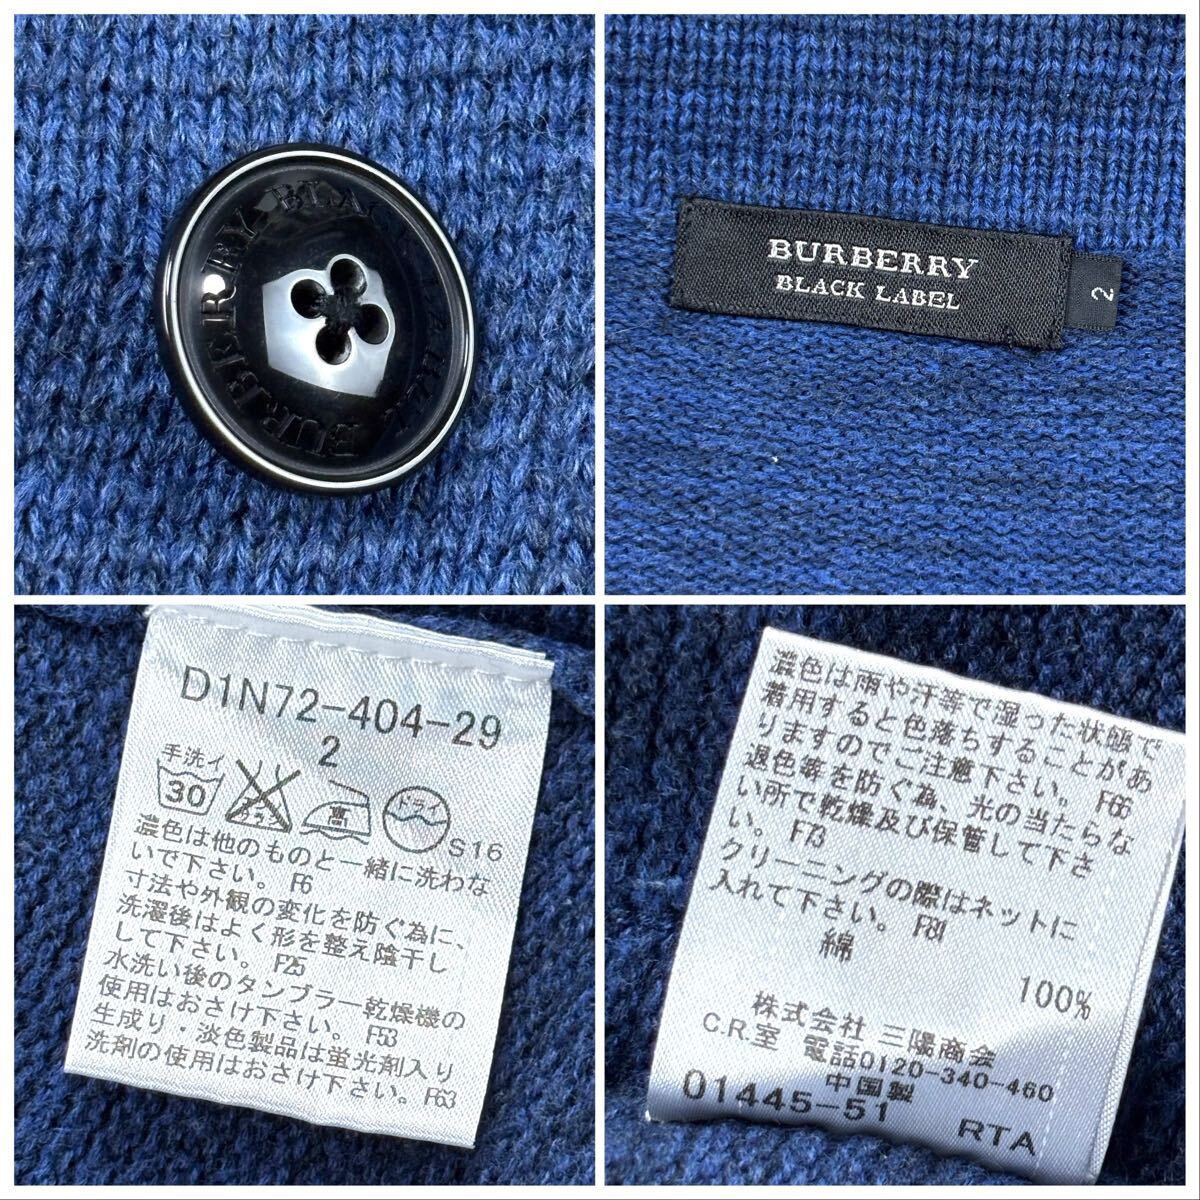 BURBERRY BLACK LABEL
BURBERRY
BLACK LABEL
2
D1N72-404-29
2
手洗イ
30
エンソサラシ
高
ドライ
S16
濃色は他のものと一緒に洗わな
いで下さい。 F6
寸法や外観の変化を防ぐ為に、
洗濯後はよく形を整え陰干し
して下さい。 F25
水洗い後のタンブラー乾燥機の
使用はおさけ下さい。 F53
生成り・淡色製品は蛍光剤入り
洗剤の使用はおさけ下さい。F63
濃色は雨や汗等で湿った状態で
着用すると色落ちすることがあ
りますのでご注意下さい。 F66
退色等を防ぐ為、光の当たらな
い所で乾燥及び保管して下さ
い。 F73
クリーニングの際はネットに
入れて下さい。 F81
綿
100%
株式会社 三陽商会
C.R.室 電話0120-340-460
中国製
01445-51 RTA